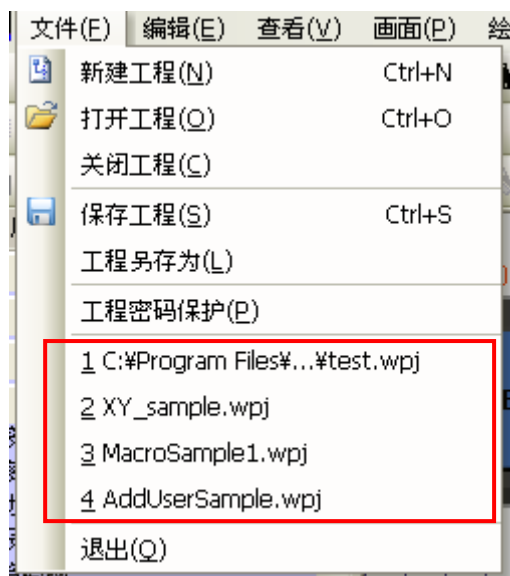 文件(F) 编辑(E) 查看(V) 画面(P) 绘
新建工程(N) Ctrl+N
打开工程(O) Ctrl+O
关闭工程(C)
保存工程(S) Ctrl+S
工程另存为(L)
工程密码保护(P)
1 C:¥Program Files¥...¥test.wpj
2 XY_sample.wpj
3 MacroSample1.wpj
4 AddUserSample.wpj
退出(Q)